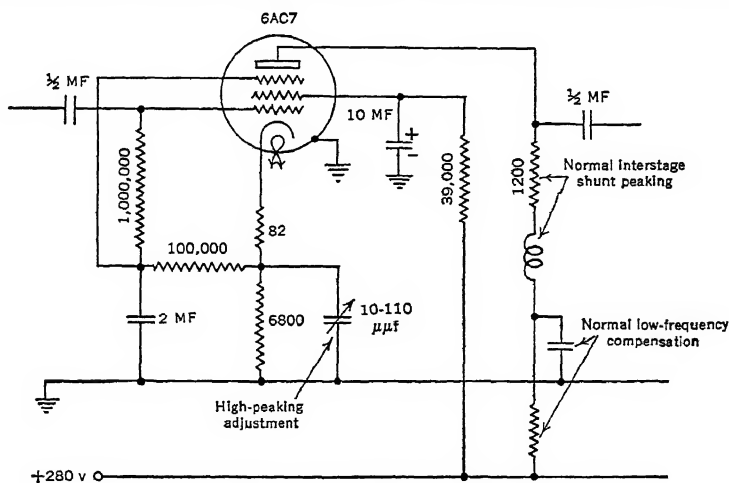 6AC7
½ MF
10 MF
+
-
½ MF
1,000,000
39,000
1200
Normal interstage
shunt peaking
82
100,000
2 MF
6800
10-110
μμf
Normal low-frequency
compensation
High-peaking
adjustment
+280 v